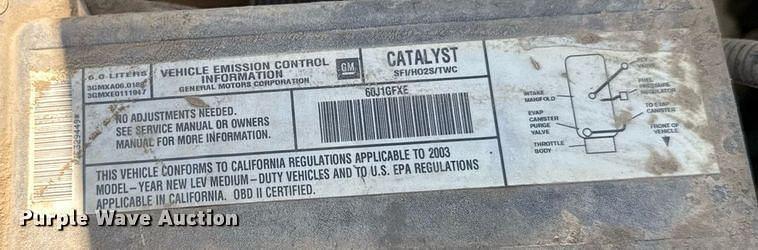 6.0 LITERS
3GMXA06.018
3GMXE0111947
VEHICLE EMISSION CONTROL
INFORMATION
GENERAL MOTORS CORPORATION
GM
CATALYST
SFI/HO2S/TWC
60J1GFXE
NO ADJUSTMENTS NEEDED.
SEE SERVICE MANUAL OR OWNERS
MANUAL FOR MORE INFORMATION.
THIS VEHICLE CONFORMS TO CALIFORNIA REGULATIONS APPLICABLE TO 2003
MODEL-YEAR NEW LEV MEDIUM-DUTY VEHICLES AND TO U.S. EPA REGULATIONS
APPLICABLE IN CALIFORNIA. OBD II CERTIFIED.
INTAKE
MANIFOLD
EVAP
CANISTER
PURGE
VALVE
THROTTLE
BODY
FUEL
PRESSURE
REGULATOR
TO EVAP
CANISTER
FRONT OF
VEHICLE
Purple Wave Auction